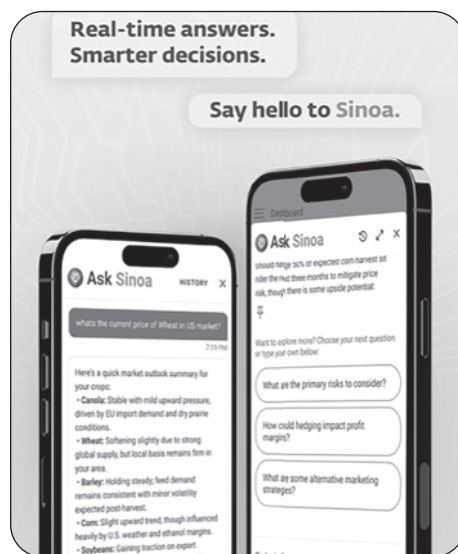 Real-time answers.
Smarter decisions.
Say hello to Sinoa.
Ask Sinoa
HISTORY X
whats the current price of Wheat in US market?
7:19 PM
Here's a quick market outlook summary for
your crops:
• Canola: Stable with mild upward pressure,
driven by EU import demand and dry prairie
conditions.
• Wheat: Softening slightly due to strong
global supply, but local basis remains firm in
your area.
• Barley: Holding steady; feed demand
remains consistent with minor volatility
expected post-harvest.
• Corn: Slight upward trend, though influenced
heavily by U.S. weather and ethanol margins.
• Soybeans: Gaining traction on export
Dashboard
Ask Sinoa
should hedge 50% of expected corn harvest
the next three months to mitigate price
risk, though there is some upside potential:
Want to explore more? Choose your next question
or type your own below:
What are the primary risks to consider?
How could hedging impact profit
margins?
What are some alternative marketing
strateges?